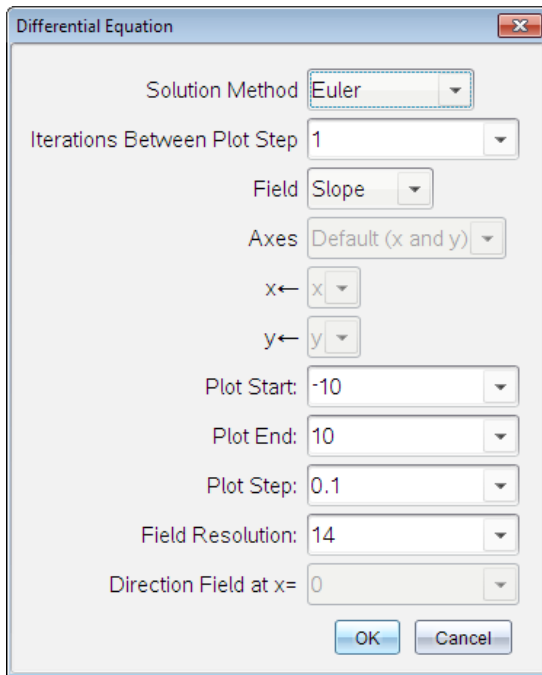 Differential Equation
Solution Method Euler
Iterations Between Plot Step 1
Field Slope
Axes Default (x and y)
x← x
y← y
Plot Start: -10
Plot End: 10
Plot Step: 0.1
Field Resolution: 14
Direction Field at x= 0
OK Cancel